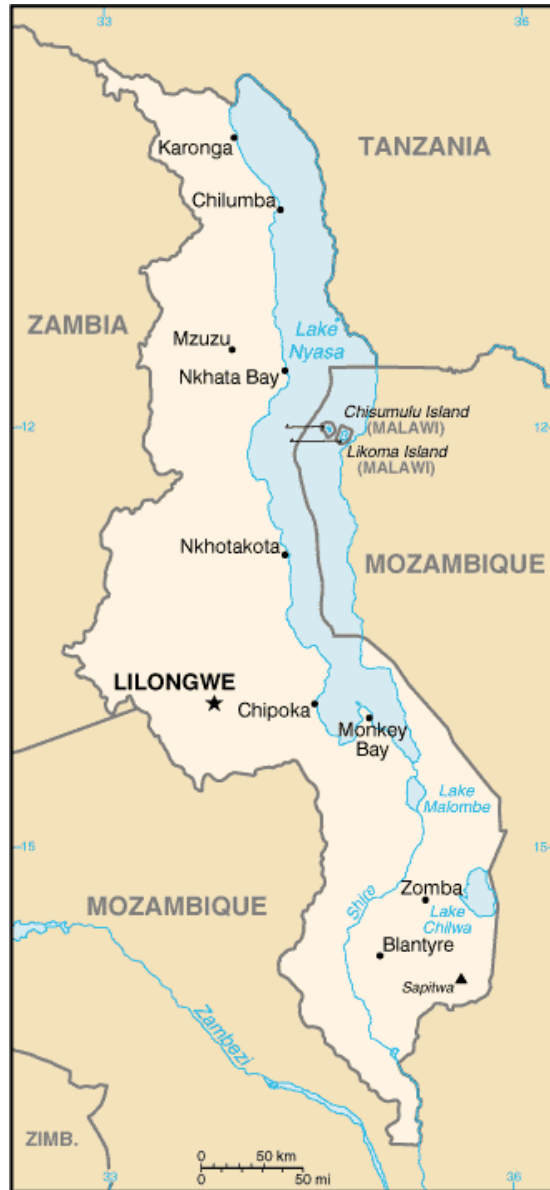 33
36
Karonga
TANZANIA
Chilumba
ZAMBIA
Lake
Nyasa
Mzuzu
Nkhata Bay
Chisumulu Island
(MALAWI)
-12
12-
Likoma Island
(MALAWI)
Nkhotakota
MOZAMBIQUE
LILONGWE
Chipoka
Monkey
Bay
Lake
Malombe
-15
15-
Zomba
Shire
MOZAMBIQUE
Lake
Chilwa
Blantyre
Sapitwa
Zambezi
ZIMB.
0 50 km
0 50 mi
33
36